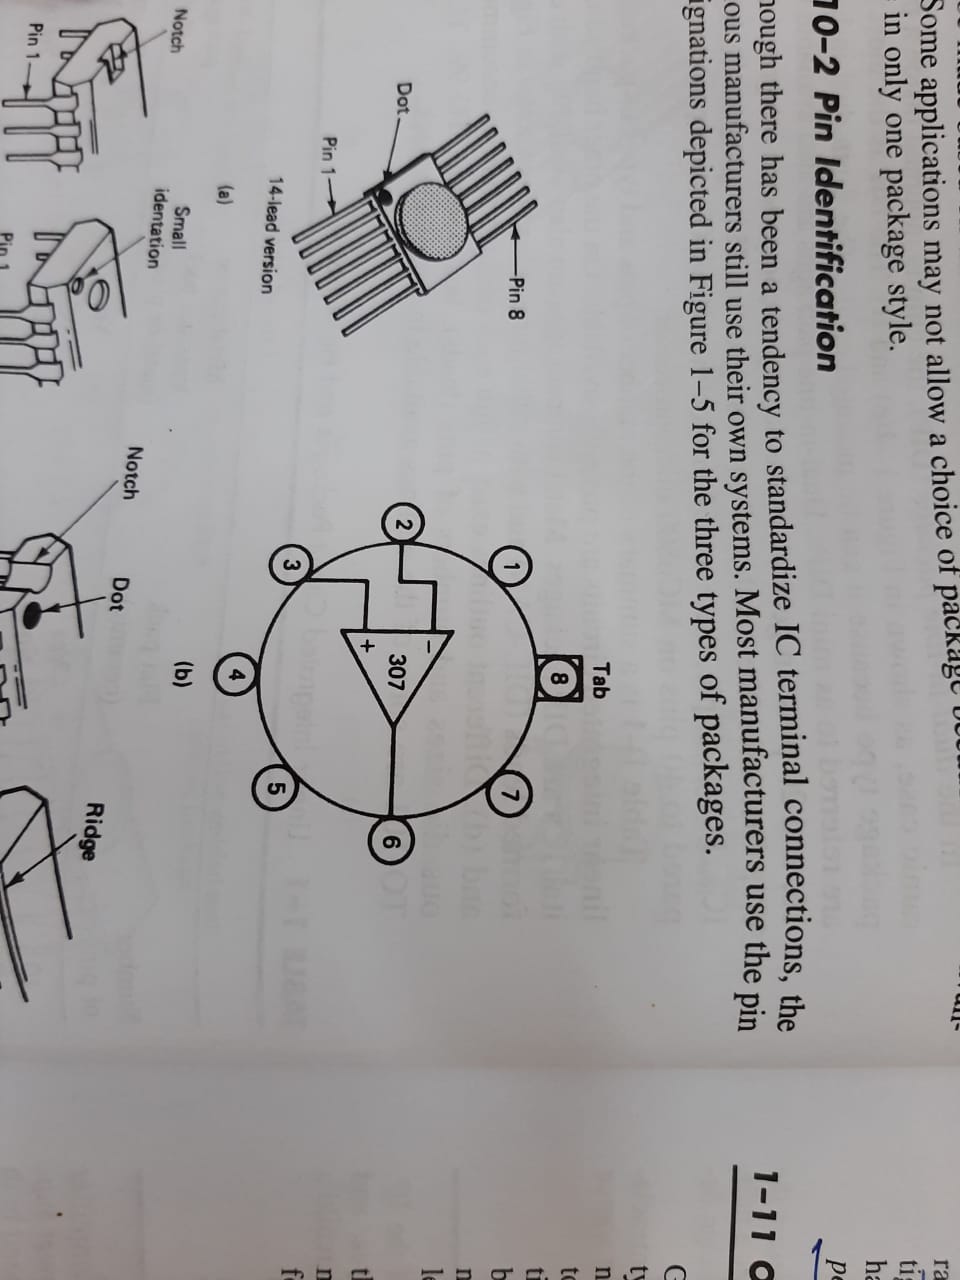 Some applications may not allow a choice of package
in only one package style.
10-2 Pin Identification
hough there has been a tendency to standardize IC terminal connections, the
ous manufacturers still use their own systems. Most manufacturers use the pin
ignations depicted in Figure 1-5 for the three types of packages.
Pin 8
Dot
Pin 1
14-lead version
(a)
Tab
8
1
7
2
−
307
+
6
3
5
4
(b)
Notch
Pin 1
Small
identation
Pin 1
Notch
Dot
Ridge
1-11